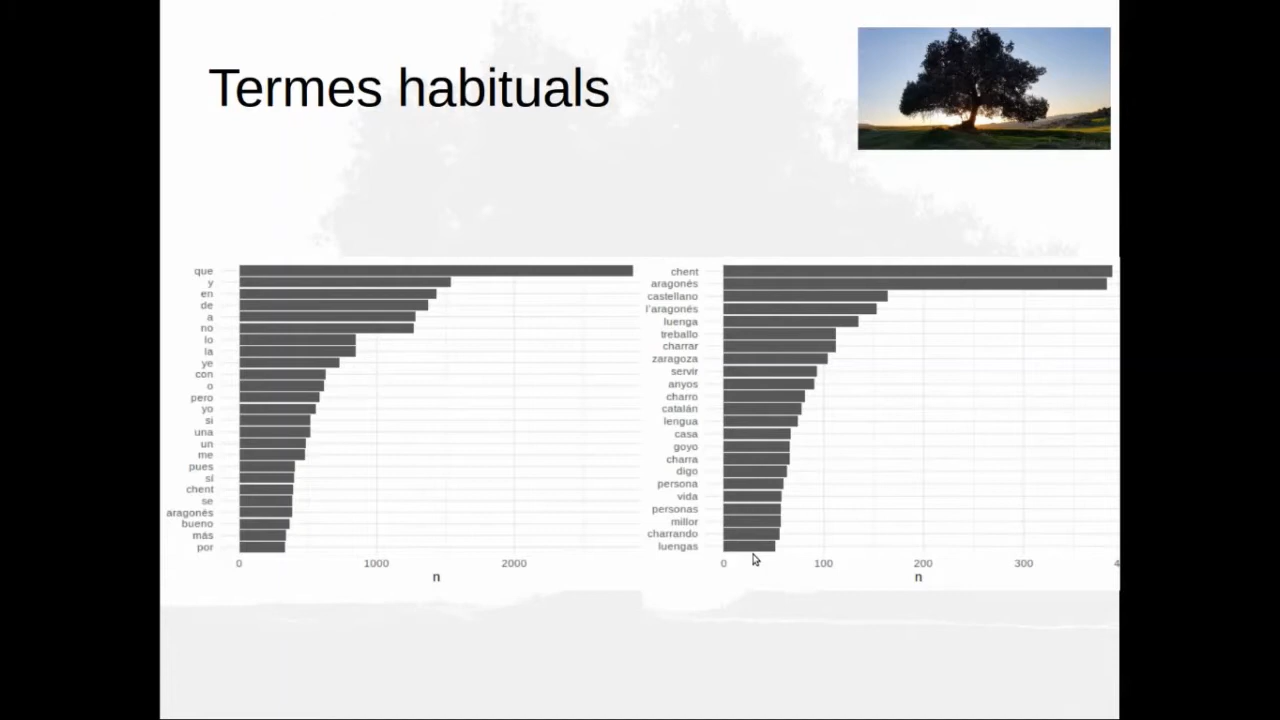 Termes habituals
que
y
en
de
a
no
lo
la
ye
con
o
pero
yo
si
una
un
me
pues
sí
chent
se
aragonés
bueno
más
por
0 1000 2000
n
chent
aragonés
castellano
l'aragonés
luenga
treballo
charrar
zaragoza
servir
anyos
charro
catalán
lengua
casa
goyo
charra
digo
persona
vida
personas
millor
charrando
luengas
0 100 200 300 4
n